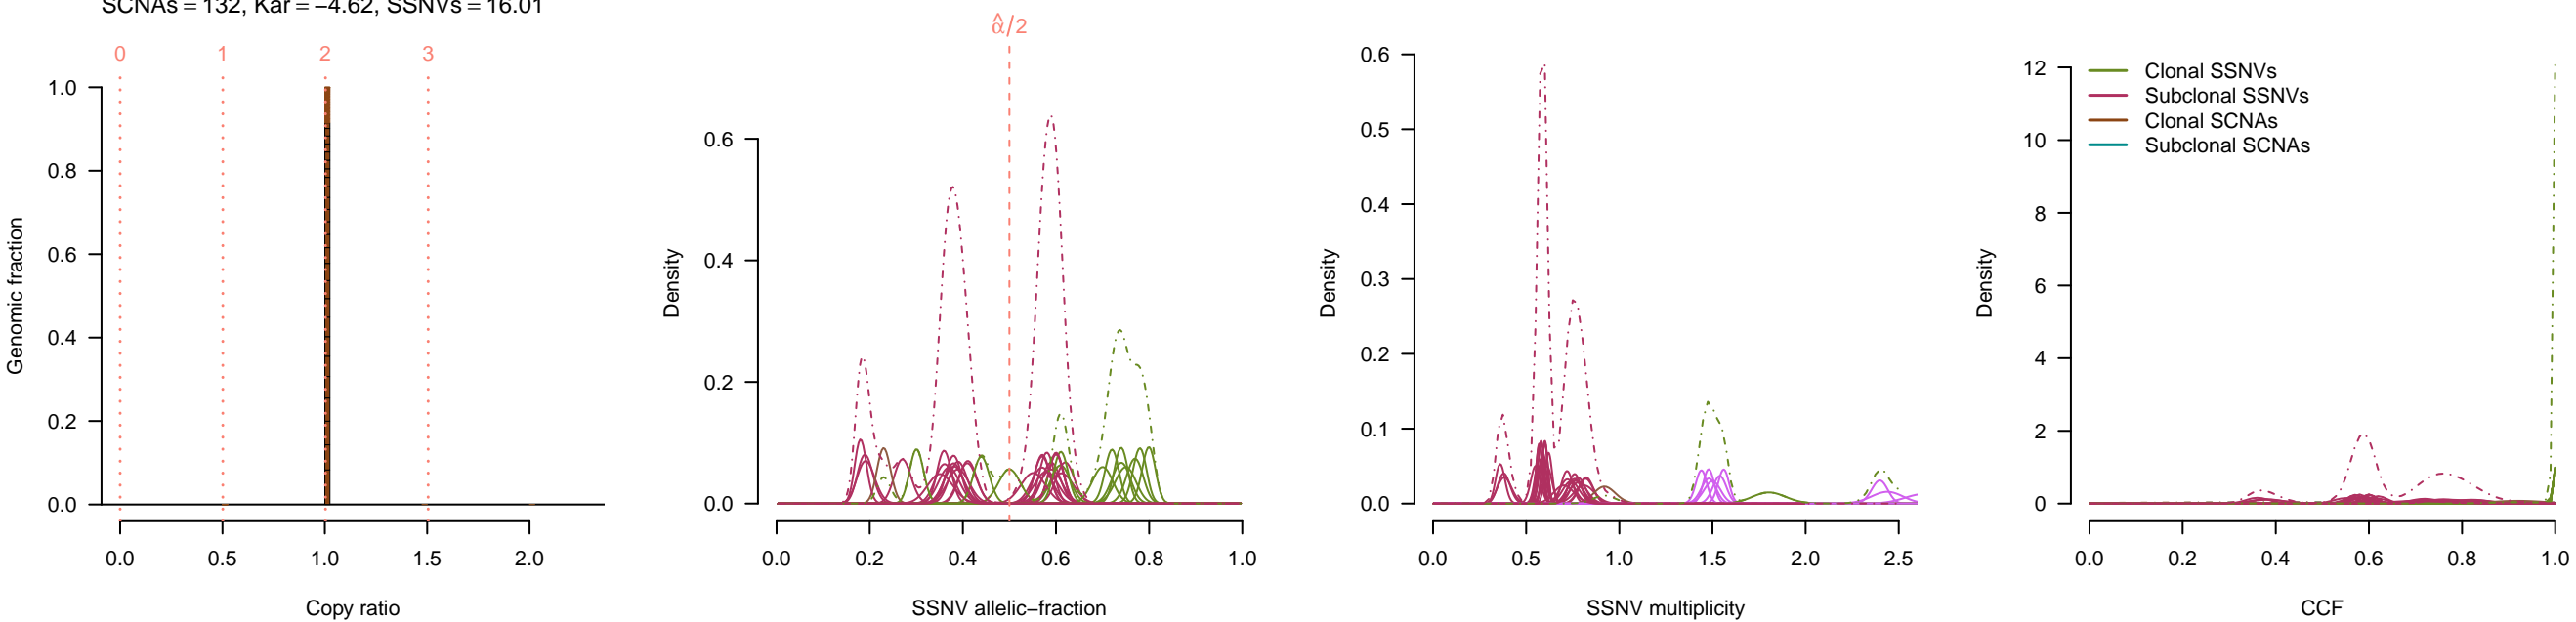 SCNAs = 132, Kar = −4.62, SSNVs = 16.01
0 1 2 3
1.0
0.8
0.6
0.4
0.2
0.0
Genomic fraction
0.0 0.5 1.0 1.5 2.0
Copy ratio
α̂/2
0.6
0.4
0.2
0.0
Density
0.0 0.2 0.4 0.6 0.8 1.0
SSNV allelic−fraction
0.6
0.5
0.4
0.3
0.2
0.1
0.0
Density
0.0 0.5 1.0 1.5 2.0 2.5
SSNV multiplicity
12
10
8
6
4
2
0
Density
Clonal SSNVs
Subclonal SSNVs
Clonal SCNAs
Subclonal SCNAs
0.0 0.2 0.4 0.6 0.8 1.0
CCF